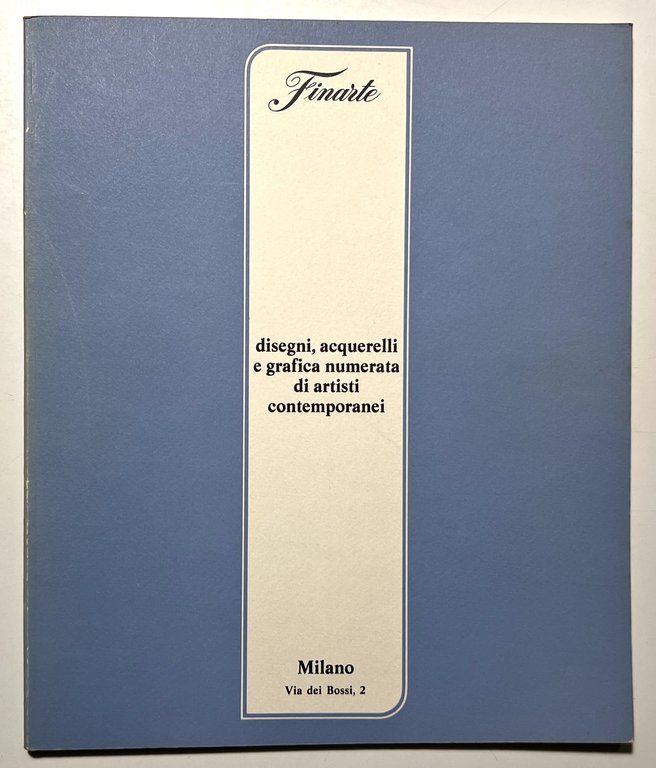 Finarte
disegni, acquerelli
e grafica numerata
di artisti
contemporanei
Milano
Via dei Bossi, 2